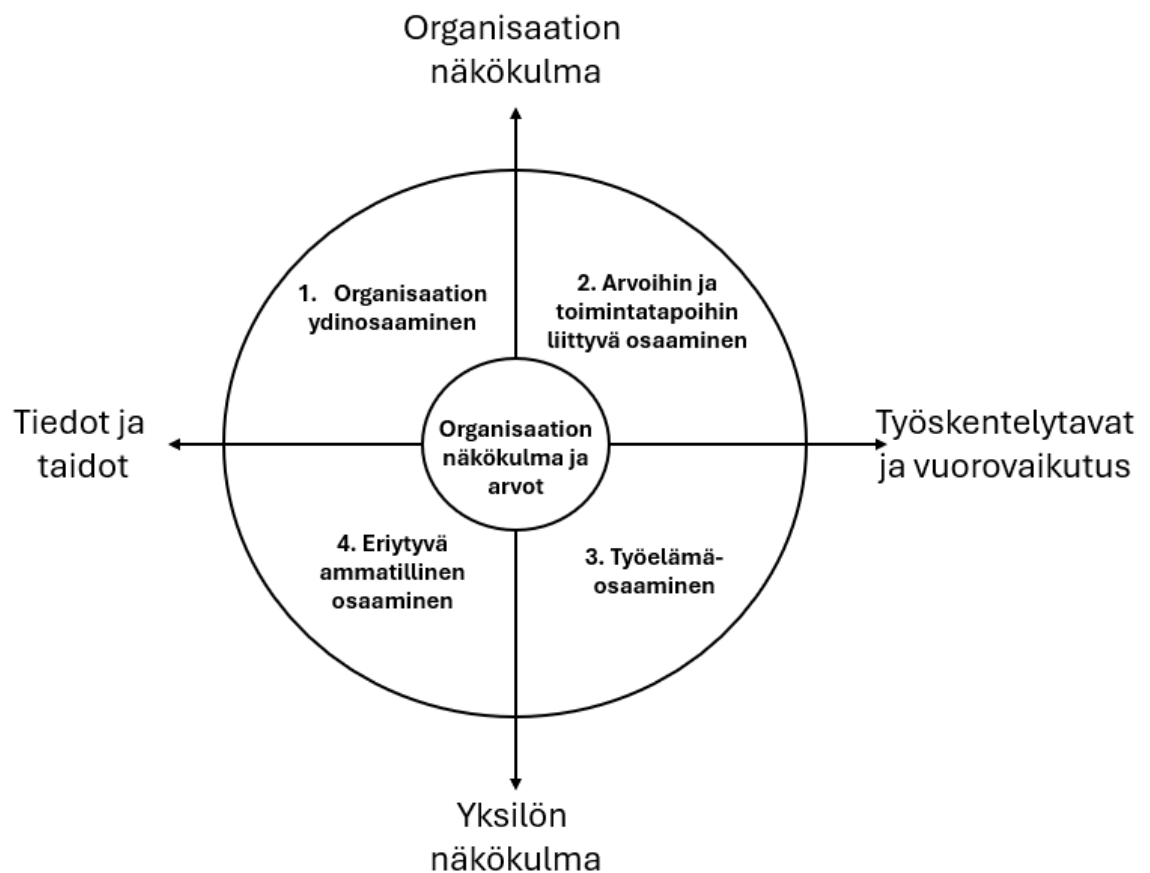 Organisaation
näkökulma
1. Organisaation
ydinosaaminen
2. Arvoihin ja
toimintatapoihin
liittyvä osaaminen
Tiedot ja
taidot
Organisaation
näkökulma ja
arvot
Työskentelytavat
ja vuorovaikutus
4. Eriytyvä
ammatillinen
osaaminen
3. Työelämä-
osaaminen
Yksilön
näkökulma